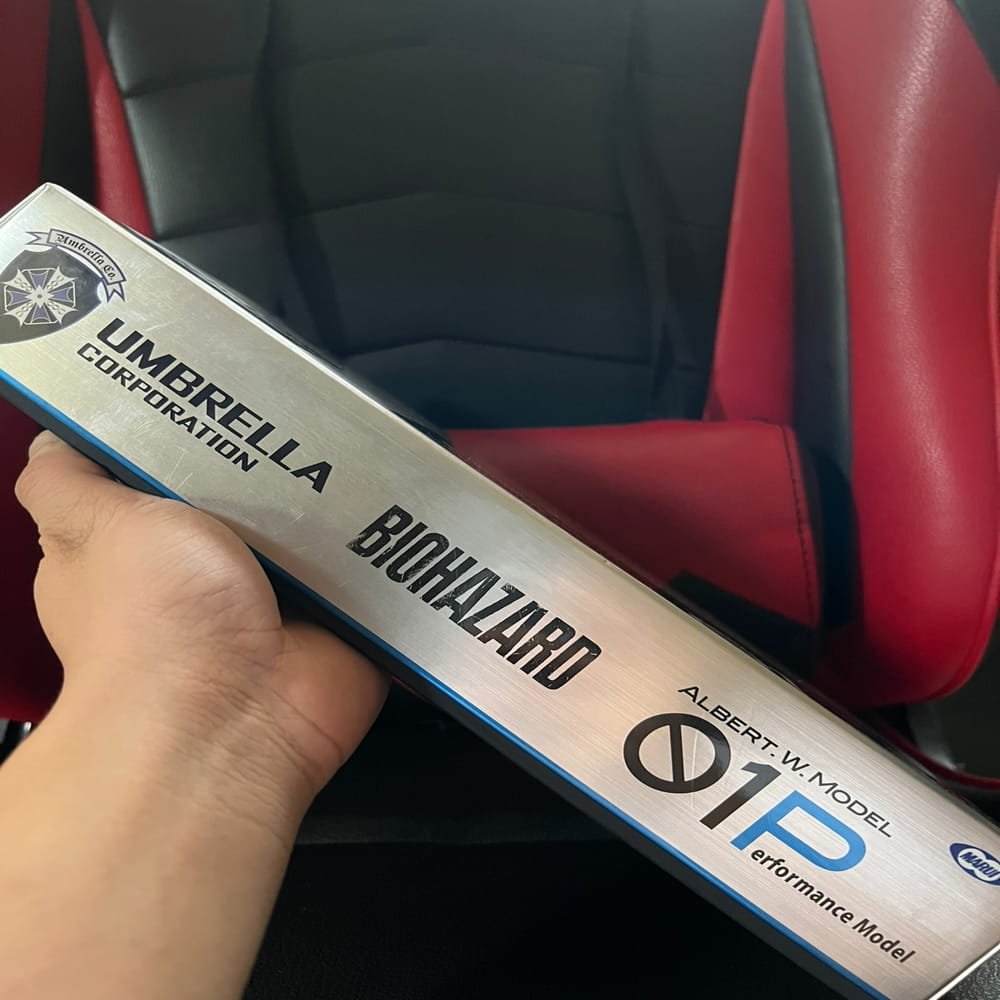 Umbrella Co.
UMBRELLA
CORPORATION
BIOHAZARD
ALBERT.W.MODEL
01P
erformance Model
MARUI